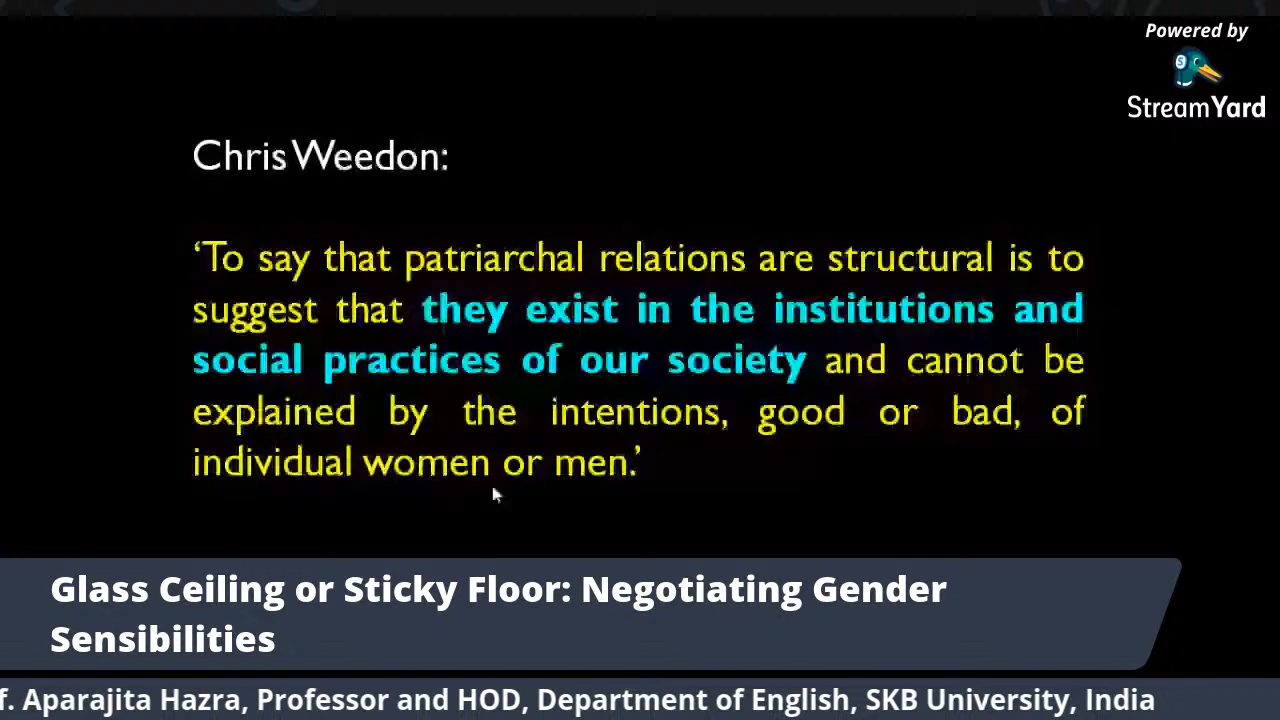 Powered by
StreamYard
Chris Weedon:
‘To say that patriarchal relations are structural is to
suggest that they exist in the institutions and
social practices of our society and cannot be
explained by the intentions, good or bad, of
individual women or men.’
Glass Ceiling or Sticky Floor: Negotiating Gender
Sensibilities
f. Aparajita Hazra, Professor and HOD, Department of English, SKB University, India